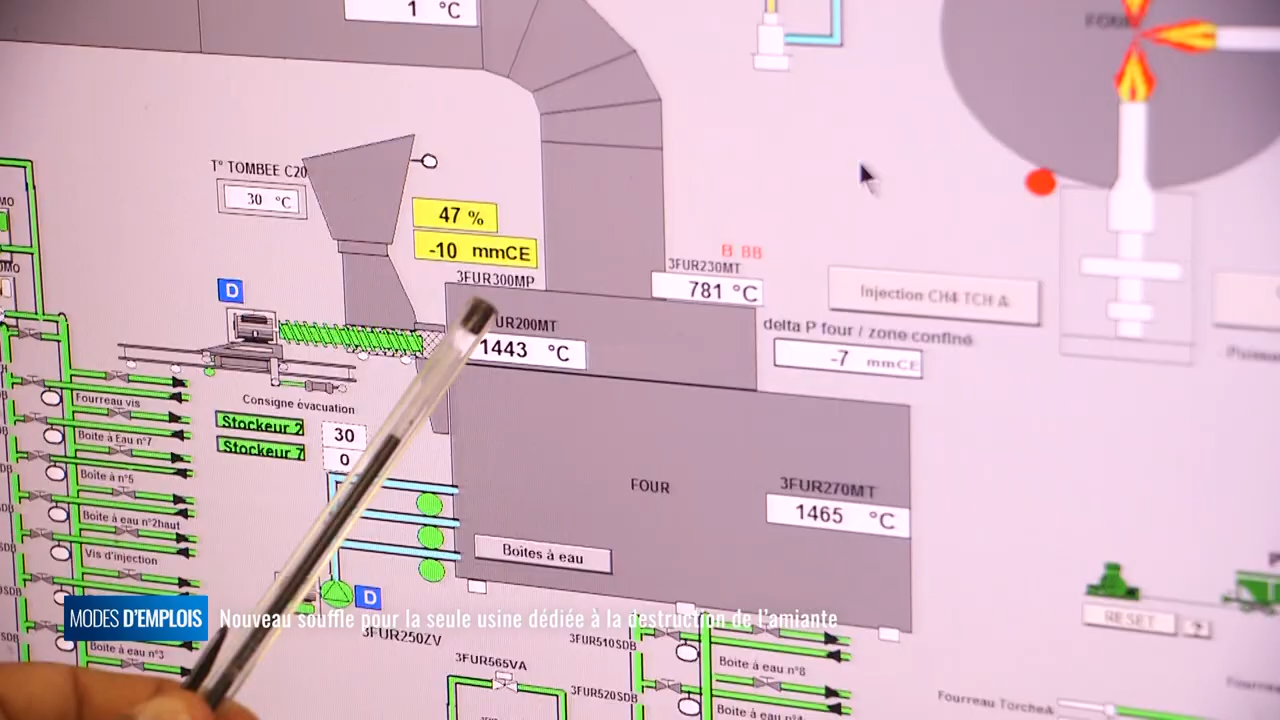 1 °C
FOUR
T° TOMBEE C20
30 °C
47 %
-10 mmCE
3FUR300MP
B BB
3FUR230MT
781 °C
Injection CH4 TCH A
D
UR200MT
1443 °C
delta P four / zone confiné
-7 mmCE
Fourreau vis
Consigne évacuation
Stockeur 2
30
Stockeur 7
0
Boite à Eau n°7
Boite à n°5
Boite à eau n°2haut
Vis d'injection
FOUR
3FUR270MT
1465 °C
Boites à eau
D
RESET
?
MODES D'EMPLOIS
Nouveau souffle pour la seule usine dédiée à la destruction de l'amiante
3FUR250ZV
3FUR510SDB
Boite à eau n°3
3FUR565VA
Boite à eau n°8
3FUR520SDB
Fourreau TorcheA